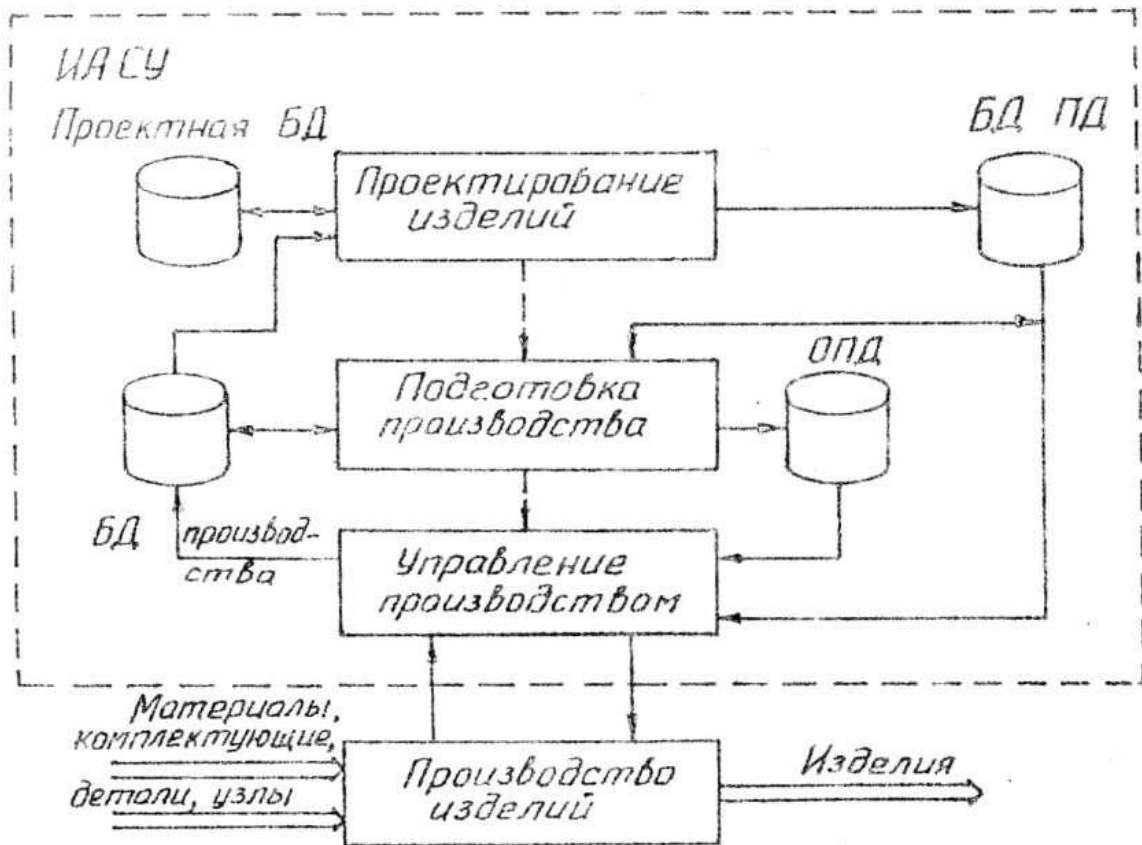 ИАСУ
Проектная БД
БД ПД
Проектирование
изделий
ОПД
Подготовка
производства
БД
производ-
ства
Управление
производством
Материалы,
комплектующие,
детали, узлы
Производство
изделий
Изделия